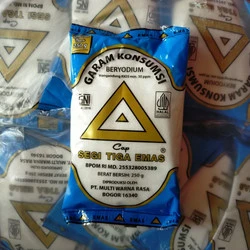 GARAM KONSUMSI
BERYODIUM
SNI
Cap
SEGI TIGA EMAS ®
BPOM RI MD. 255328005389
BERAT BERSIH: 250 g
DIPRODUKSI OLEH:
PT. MULTI WARNA RASA
BOGOR 16340